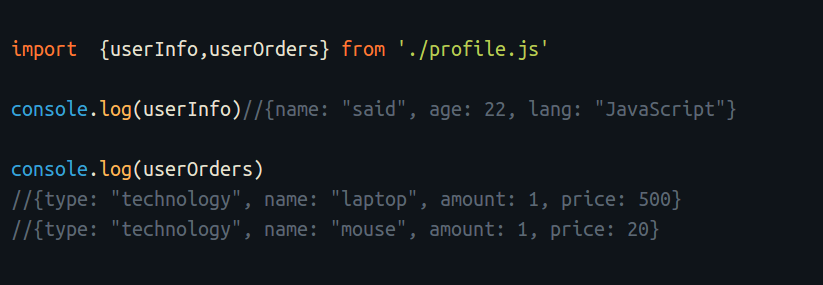 import  {userInfo,userOrders} from './profile.js'
console.log(userInfo)//{name: "said", age: 22, lang: "JavaScript"}
console.log(userOrders)
//{type: "technology", name: "laptop", amount: 1, price: 500}
//{type: "technology", name: "mouse", amount: 1, price: 20}